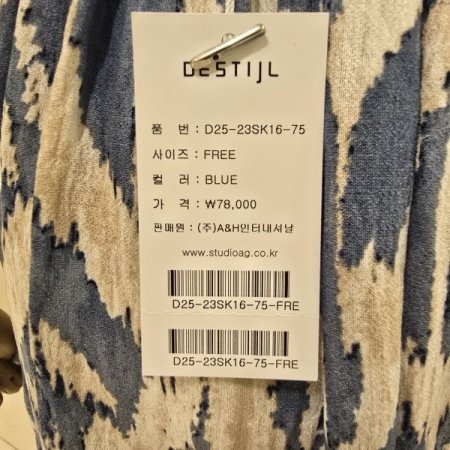 DESTIJL
품 번 : D25-23SK16-75
사이즈 : FREE
컬 러 : BLUE
가 격 : ₩78,000
판매원 : (주)A&H인터내셔날
www.studioag.co.kr
D25-23SK16-75-FRE
D25-23SK16-75-FRE